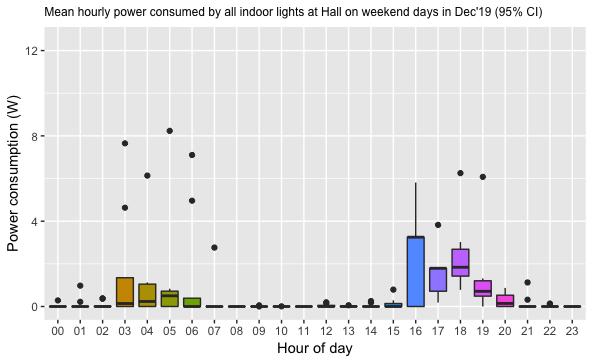 Mean hourly power consumed by all indoor lights at Hall on weekend days in Dec'19 (95% CI)
12
8
4
0
Power consumption (W)
00 01 02 03 04 05 06 07 08 09 10 11 12 13 14 15 16 17 18 19 20 21 22 23
Hour of day